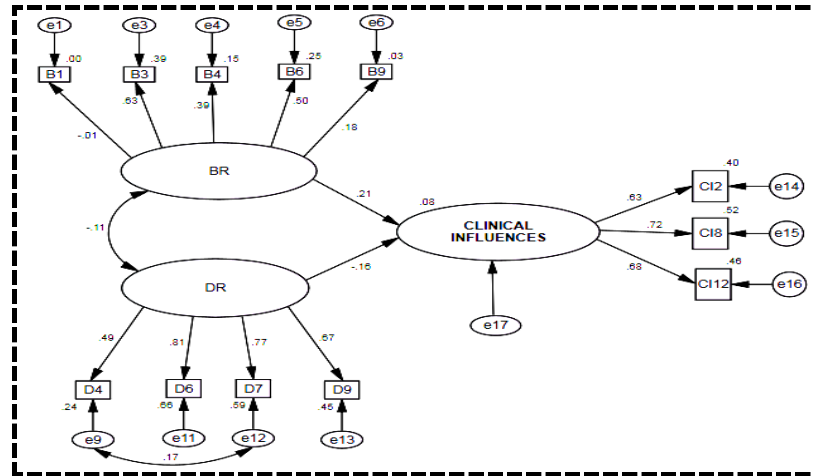 e1 e3 e4 e5 e6
.00 .39 .15 .25 .03
B1 B3 B4 B6 B9
-.01 .63 .39 .50 .18
BR
.21
.08
CLINICAL
INFLUENCES
-.11
-.16
DR
.63 .72 .68
.40
CI2 e14
.52
CI8 e15
.46
CI12 e16
e17
.49 .81 .77 .67
D4 D6 D7 D9
.24 .66 .59 .45
e9 e11 e12 e13
.17